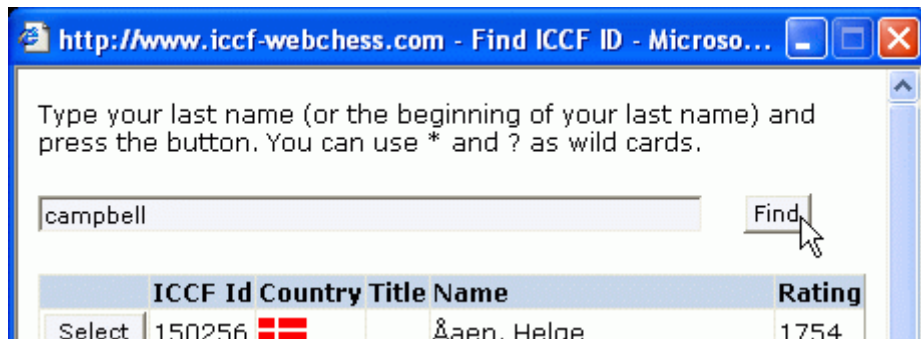 http://www.iccf-webchess.com - Find ICCF ID - Microso...
Type your last name (or the beginning of your last name) and
press the button. You can use * and ? as wild cards.
campbell Find
ICCF Id Country Title Name Rating
Select 150256 Åaen, Helge 1754